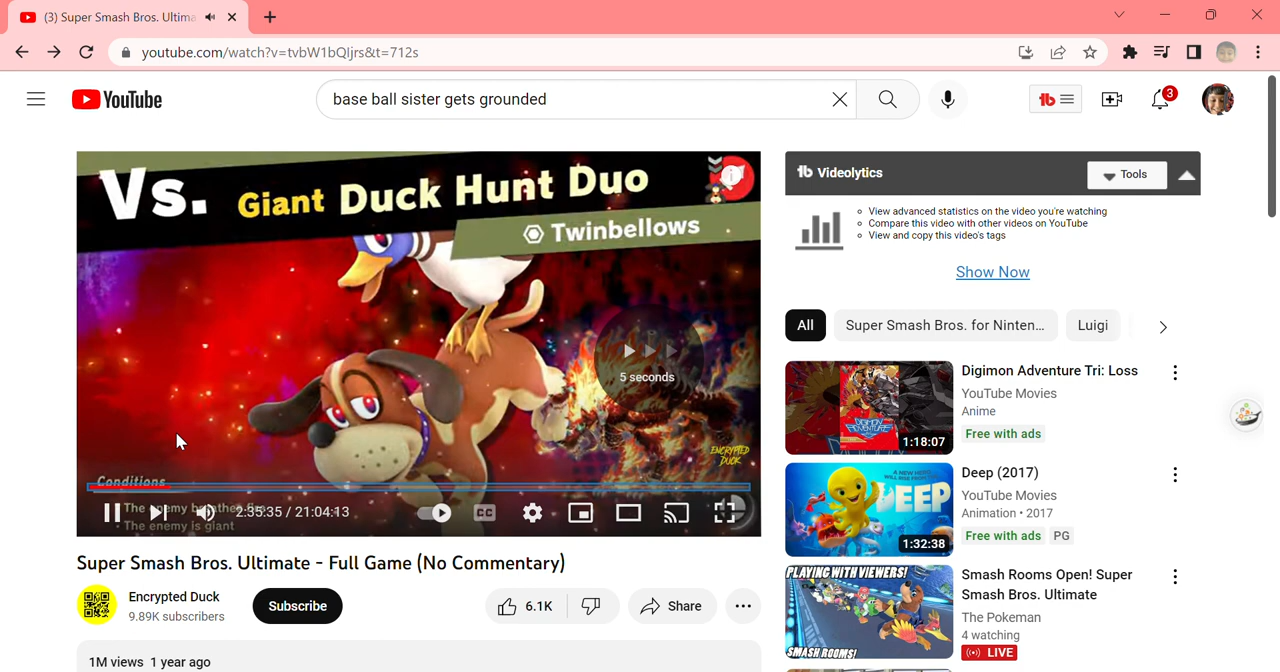 (3) Super Smash Bros. Ultima
youtube.com/watch?v=tvbW1bQIjrs&t=712s
YouTube
base ball sister gets grounded
3
Vs. Giant Duck Hunt Duo
Twinbellows
5 seconds
ENCRYPTED
DUCK
Conditions
The enemy is giant
2:35:35 / 21:04:13
CC
Super Smash Bros. Ultimate - Full Game (No Commentary)
Encrypted Duck
9.89K subscribers
Subscribe
6.1K
Share
1M views 1 year ago
tb Videolytics
Tools
View advanced statistics on the video you're watching
Compare this video with other videos on YouTube
View and copy this video's tags
Show Now
All
Super Smash Bros. for Ninten...
Luigi
DIGIMON
ADVENTURE
1:18:07
Digimon Adventure Tri: Loss
YouTube Movies
Anime
Free with ads
DEEP
1:32:38
Deep (2017)
YouTube Movies
Animation • 2017
Free with ads PG
PLAYING WITH VIEWERS!
SMASH ROOMS!
Smash Rooms Open! Super
Smash Bros. Ultimate
The Pokeman
4 watching
LIVE